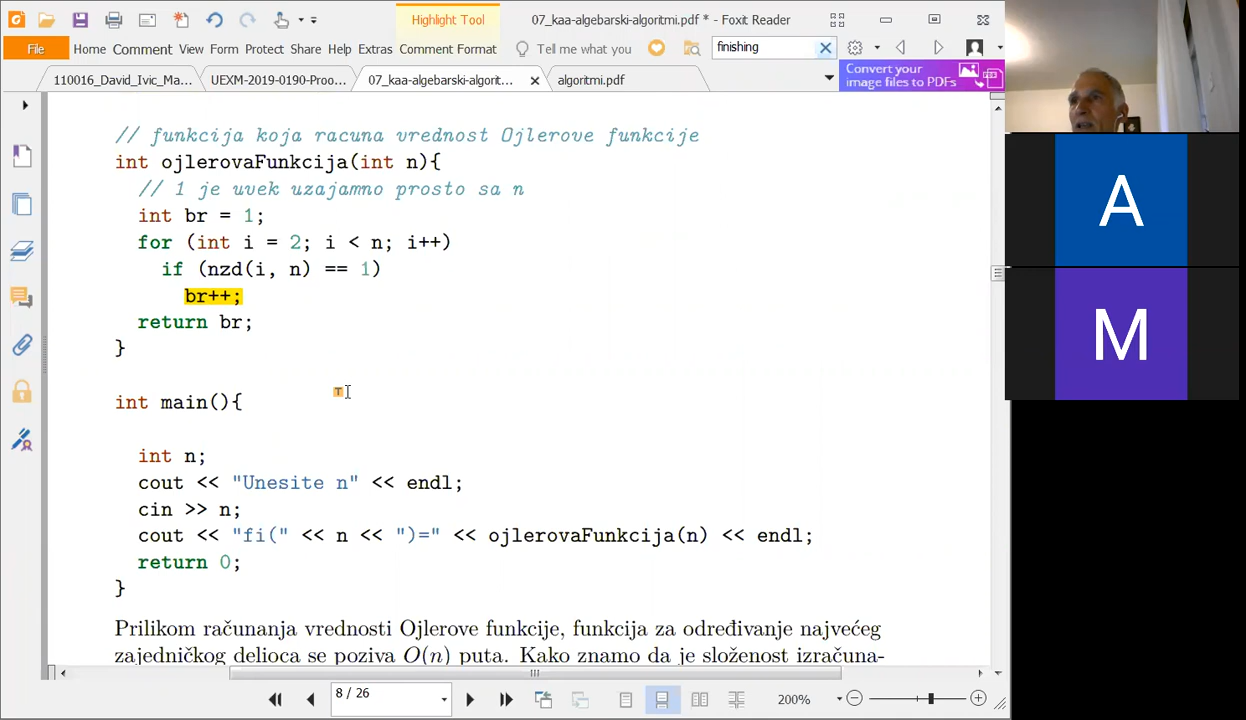 Highlight Tool
07_kaa-algebarski-algoritmi.pdf * - Foxit Reader
File Home Comment View Form Protect Share Help Extras Comment Format Tell me what you finishing
110016_David_Ivic_Ma... UEXM-2019-0190-Proo... 07_kaa-algebarski-algorit... algoritmi.pdf
Convert your
image files to PDFs
// funkcija koja racuna vrednost Ojlerove funkcije
int ojlerovaFunkcija(int n){
// 1 je uvek uzajamno prosto sa n
int br = 1;
for (int i = 2; i < n; i++)
if (nzd(i, n) == 1)
br++;
return br;
}
int main(){
int n;
cout << "Unesite n" << endl;
cin >> n;
cout << "fi(" << n << ")=" << ojlerovaFunkcija(n) << endl;
return 0;
}
Prilikom računanja vrednosti Ojlerove funkcije, funkcija za određivanje najvećeg
zajedničkog delioca se poziva O(n) puta. Kako znamo da je složenost izračuna-
8 / 26
200%
A
M